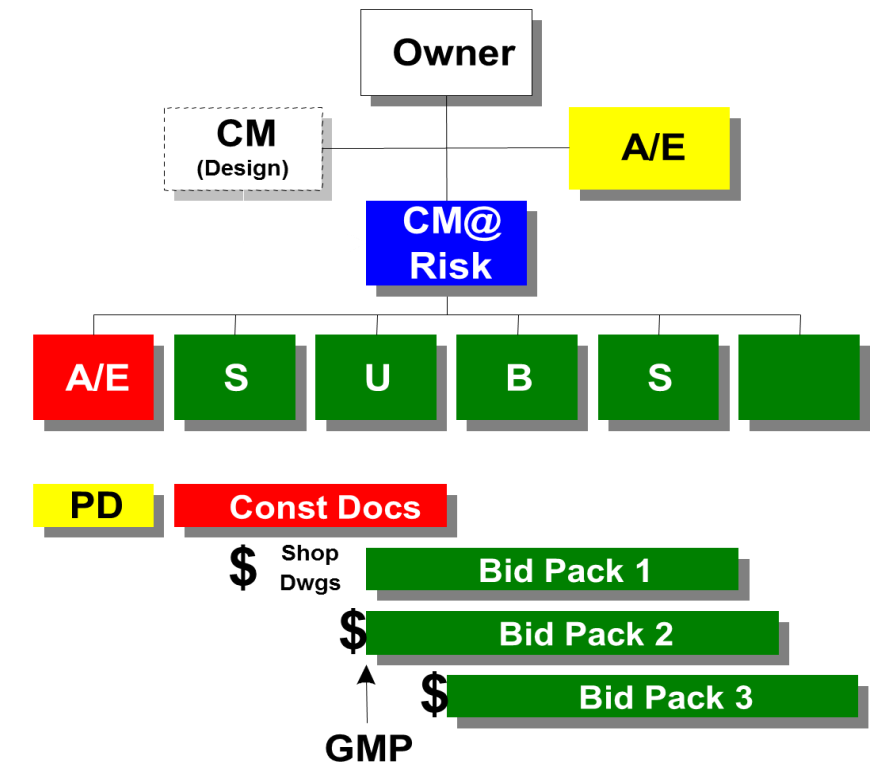 Owner
CM
(Design)
A/E
CM@
Risk
A/E
S
U
B
S
PD
Const Docs
$
Shop
Dwgs
Bid Pack 1
$
Bid Pack 2
$
Bid Pack 3
GMP